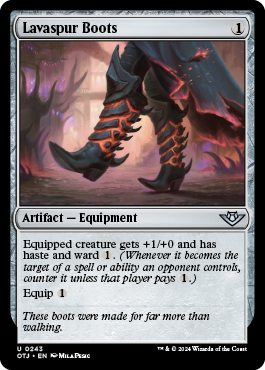 Lavaspur Boots 1
Artifact — Equipment
Equipped creature gets +1/+0 and has
haste and ward 1. (Whenever it becomes the
target of a spell or ability an opponent controls,
counter it unless that player pays 1.)
Equip 1
These boots were made for far more than
walking.
U 0243
OTJ • EN Mila Pesic
™ & © 2024 Wizards of the Coast